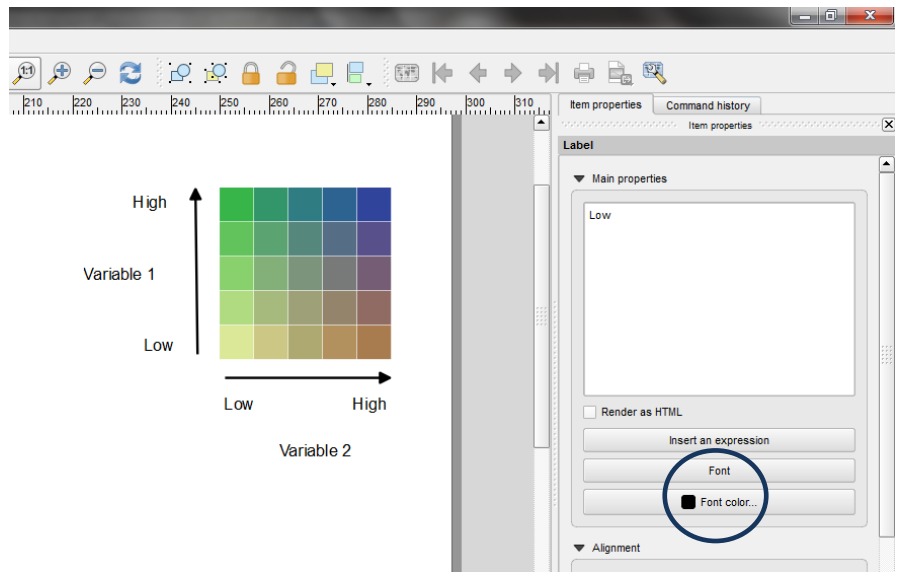 1:1
210 220 230 240 250 260 270 280 290 300 310
Item properties Command history
Item properties
Label
Main properties
Low
High
Variable 1
Low
Low High
Variable 2
Render as HTML
Insert an expression
Font
Font color...
Alignment